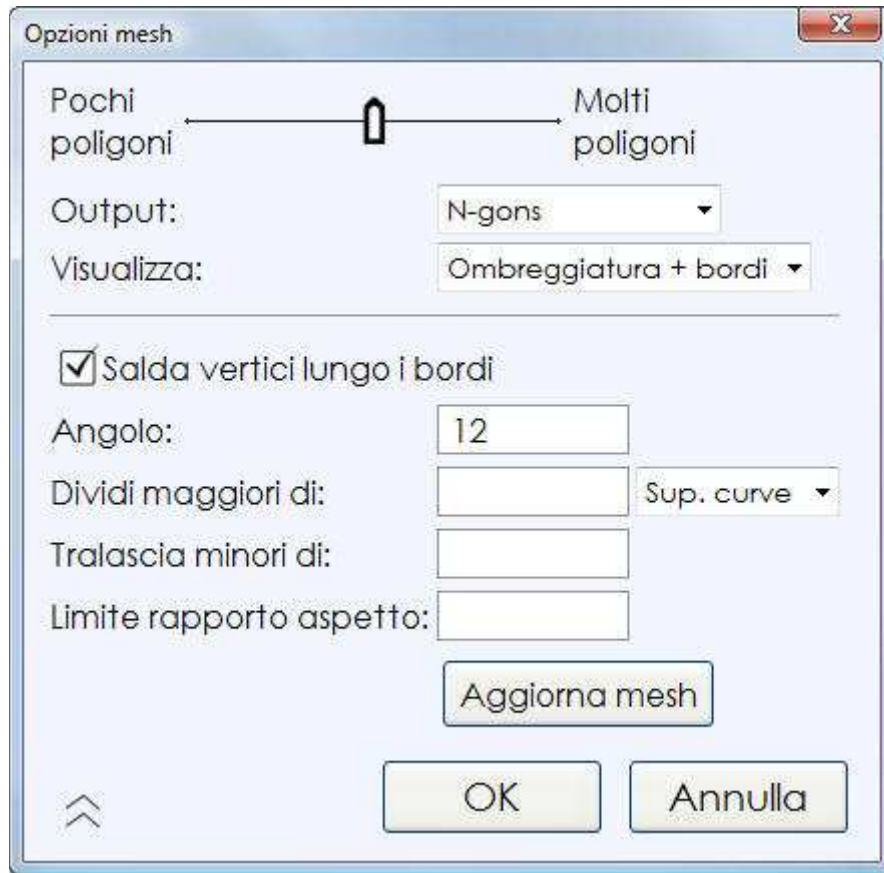 Opzioni mesh
Pochi poligoni
Molti poligoni
Output: N-gons
Visualizza: Ombreggiatura + bordi
Salda vertici lungo i bordi
Angolo: 12
Dividi maggiori di: Sup. curve
Tralascia minori di:
Limite rapporto aspetto:
Aggiorna mesh
OK Annulla